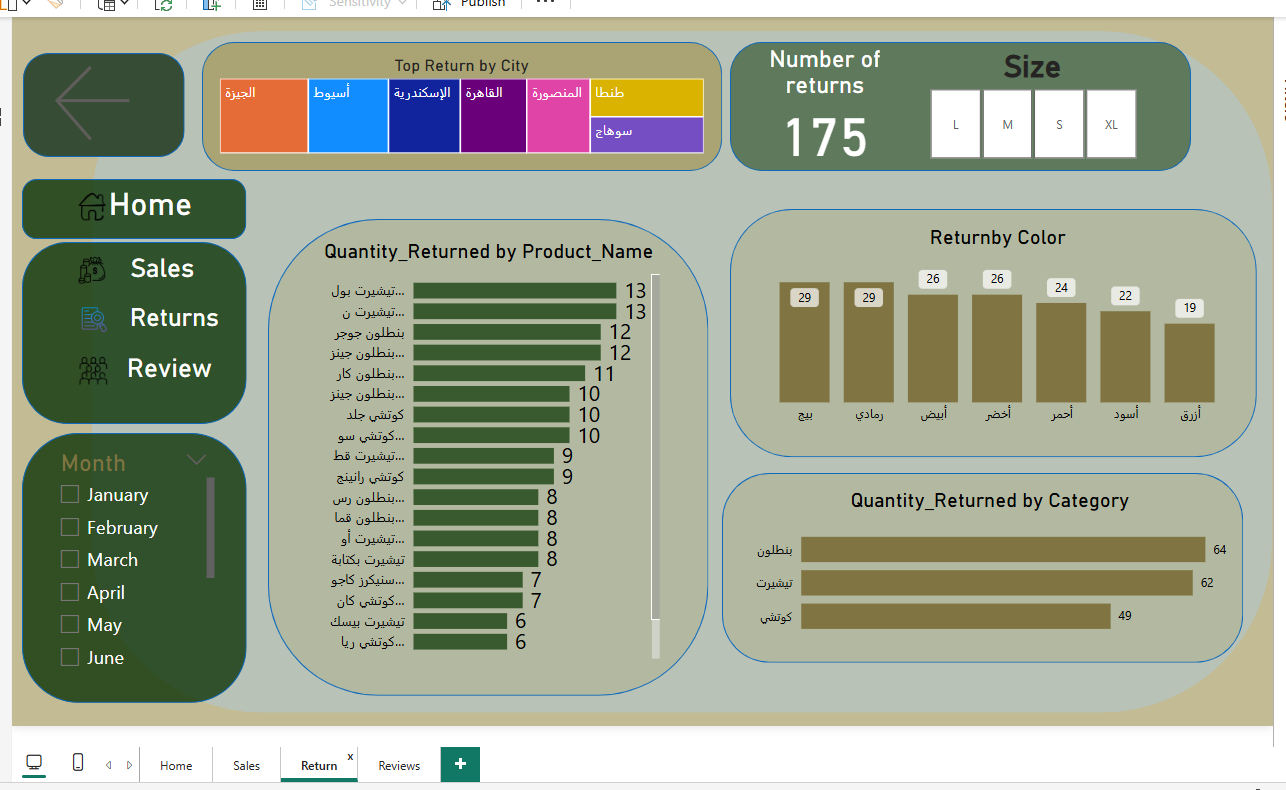 Sensitivity
Publish
Top Return by City
الجيزة
أسيوط
الإسكندرية
القاهرة
المنصورة
طنطا
سوهاج
Number of
returns
175
Size
L
M
S
XL
Home
Sales
Returns
Review
Month
January
February
March
April
May
June
Quantity_Returned by Product_Name
تيشيرت بول... 13
تيشيرت ن... 13
بنطلون جوجر 12
بنطلون جينز... 12
بنطلون كار... 11
بنطلون جينز... 10
كوتشي جلد 10
كوتشي سو... 10
تيشيرت قط... 9
كوتشي رانينج 9
بنطلون رس... 8
بنطلون قما... 8
تيشيرت أو... 8
تيشيرت بكتابة 8
سنيكرز كاجو... 7
كوتشي كان... 7
تيشيرت بيسك 6
كوتشي ريا... 6
Returnby Color
29
29
26
26
24
22
19
بيج
رمادي
أبيض
أخضر
أحمر
أسود
أزرق
Quantity_Returned by Category
بنطلون 64
تيشيرت 62
كوتشي 49
Home
Sales
Return
x
Reviews
+